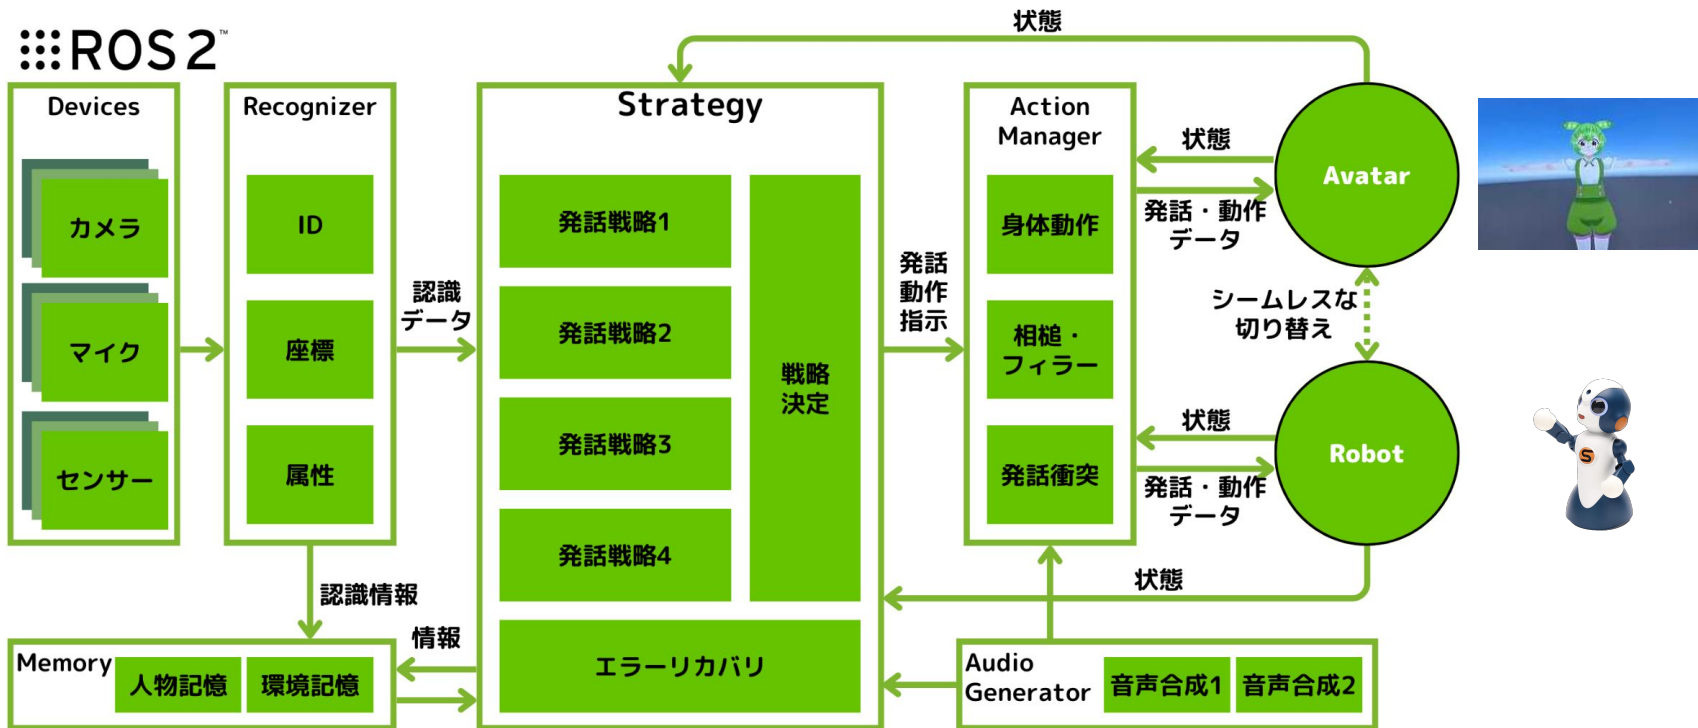 ROS 2™
状態
Devices
カメラ
マイク
センサー
Recognizer
ID
座標
属性
認識
データ
認識情報
Memory
人物記憶
環境記憶
情報
Strategy
発話戦略1
発話戦略2
発話戦略3
発話戦略4
戦略
決定
エラーリカバリ
発話
動作
指示
Action
Manager
身体動作
相槌・
フィラー
発話衝突
状態
発話・動作
データ
Avatar
シームレスな
切り替え
状態
発話・動作
データ
Robot
S
状態
Audio
Generator
音声合成1
音声合成2